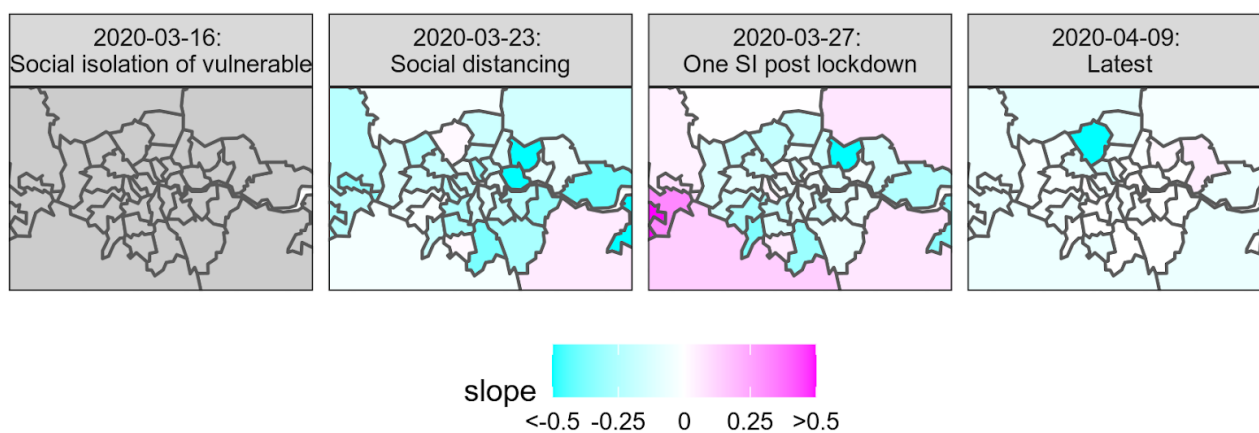 2020-03-16:
Social isolation of vulnerable
2020-03-23:
Social distancing
2020-03-27:
One SI post lockdown
2020-04-09:
Latest
slope
<-0.5 -0.25 0 0.25 >0.5